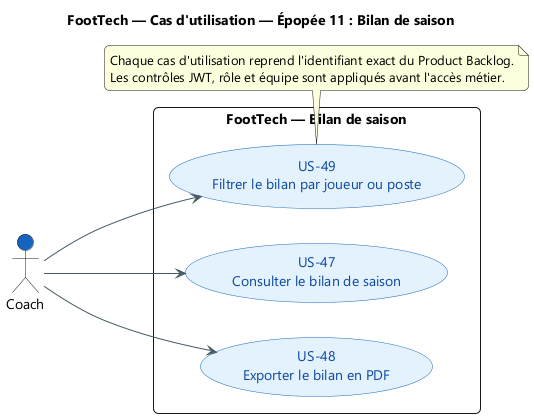 FootTech — Cas d'utilisation — Épopée 11 : Bilan de saison
Chaque cas d'utilisation reprend l'identifiant exact du Product Backlog.
Les contrôles JWT, rôle et équipe sont appliqués avant l'accès métier.
FootTech — Bilan de saison
US-49
Filtrer le bilan par joueur ou poste
US-47
Consulter le bilan de saison
Coach
US-48
Exporter le bilan en PDF